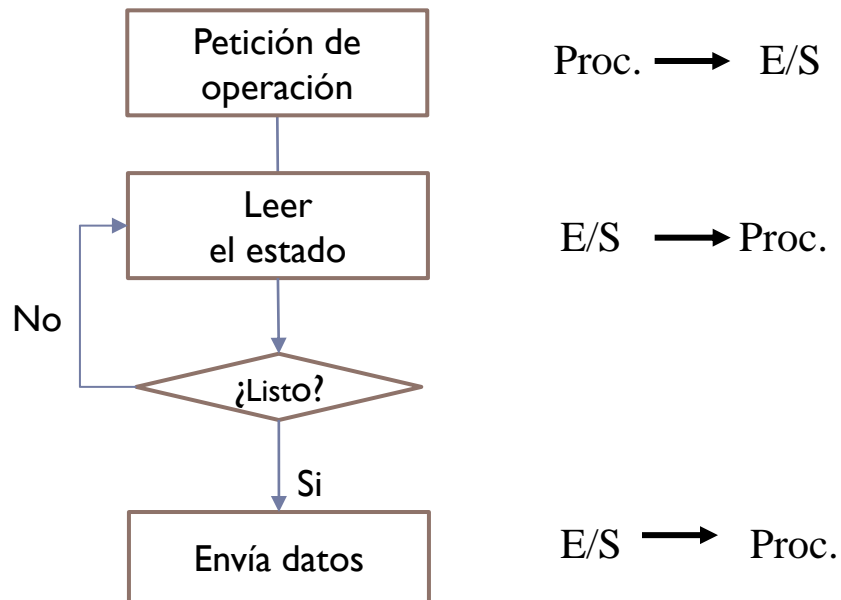 Petición de
operación
Proc. E/S
Leer
el estado
E/S Proc.
No
¿Listo?
Si
Envía datos
E/S Proc.